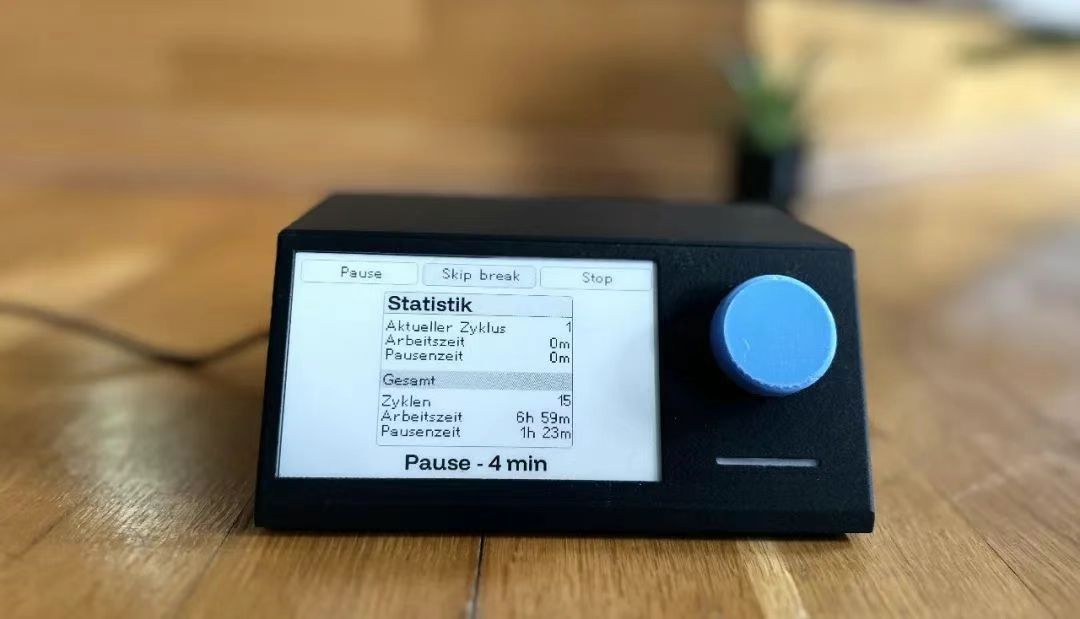 Pause Skip break Stop
Statistik
Aktueller Zyklus 1
Arbeitszeit 0m
Pausenzeit 0m
Gesamt
Zyklen 15
Arbeitszeit 6h 59m
Pausenzeit 1h 23m
Pause - 4 min